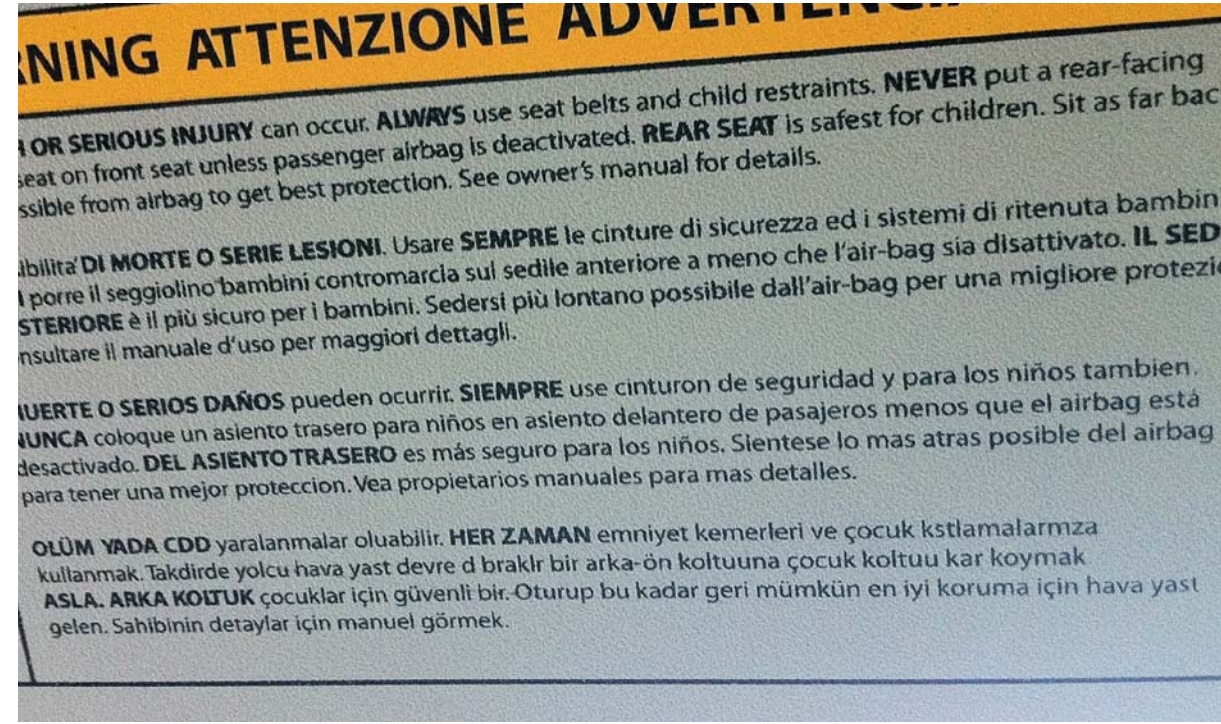 RNING ATTENZIONE ADVERTENCIA
OR SERIOUS INJURY can occur. ALWAYS use seat belts and child restraints. NEVER put a rear-facing
seat on front seat unless passenger airbag is deactivated. REAR SEAT is safest for children. Sit as far bac
ssible from airbag to get best protection. See owner's manual for details.
ibilita' DI MORTE O SERIE LESIONI. Usare SEMPRE le cinture di sicurezza ed i sistemi di ritenuta bambin
porre il seggiolino bambini contromarcia sul sedile anteriore a meno che l'air-bag sia disattivato. IL SED
STERIORE è il più sicuro per i bambini. Sedersi più lontano possibile dall'air-bag per una migliore protezi
nsultare il manuale d'uso per maggiori dettagli.
MUERTE O SERIOS DAÑOS pueden ocurrir. SIEMPRE use cinturon de seguridad y para los niños tambien.
NUNCA coloque un asiento trasero para niños en asiento delantero de pasajeros menos que el airbag está
desactivado. DEL ASIENTO TRASERO es más seguro para los niños. Sientese lo mas atras posible del airbag
para tener una mejor proteccion. Vea propietarios manuales para mas detalles.
OLÜM YADA CDD yaralanmalar oluabilir. HER ZAMAN emniyet kemerleri ve çocuk kstlamalarmza
kullanmak. Takdirde yolcu hava yast devre d braklr bir arka-ön koltuuna çocuk koltuu kar koymak
ASLA. ARKA KOLTUK çocuklar için güvenli bir. Oturup bu kadar geri mümkün en iyi koruma için hava yast
gelen. Sahibinin detaylar için manuel görmek.